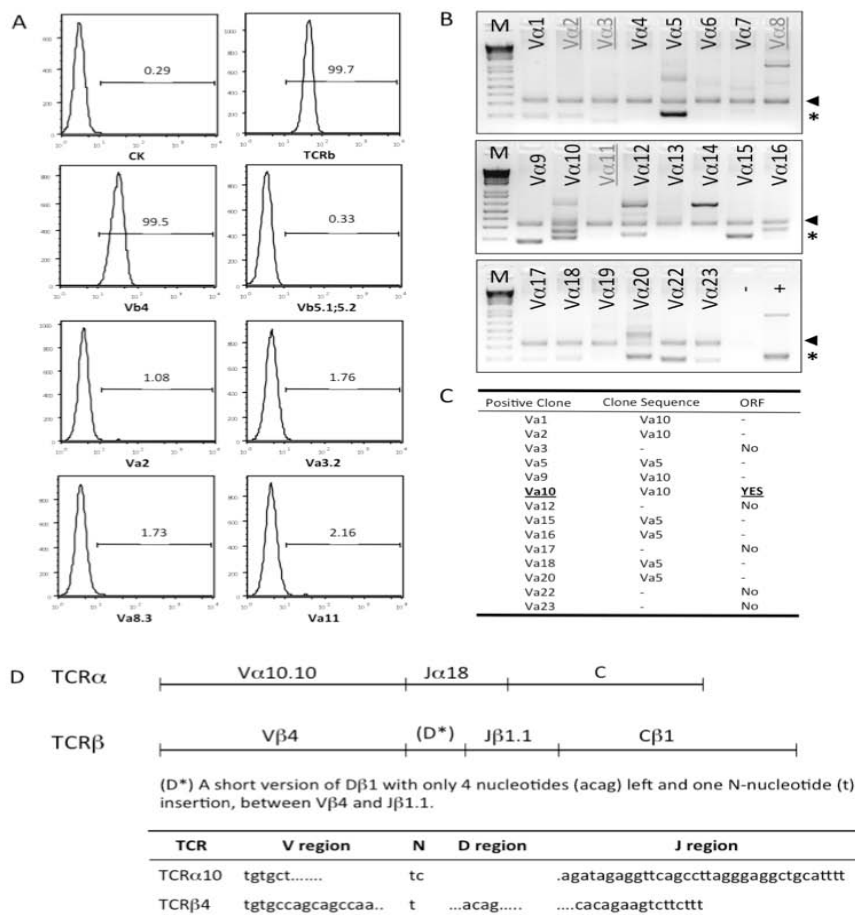 A
0.29
CK
99.7
TCRb
99.5
Vb4
0.33
Vb5.1;5.2
1.08
Va2
1.76
Va3.2
1.73
Va8.3
2.16
Va11
B
M Vα1 Vα2 Vα3 Vα4 Vα5 Vα6 Vα7 Vα8
*
M Vα9 Vα10 Vα11 Vα12 Vα13 Vα14 Vα15 Vα16
*
M Vα17 Vα18 Vα19 Vα20 Vα22 Vα23 - +
*
C
Positive Clone Clone Sequence ORF
Va1 Va10 -
Va2 Va10 -
Va3 - No
Va5 Va5 -
Va9 Va10 -
Va10 Va10 YES
Va12 - No
Va15 Va5 -
Va16 Va5 -
Va17 - No
Va18 Va5 -
Va20 Va5 -
Va22 - No
Va23 - No
D
TCRα Vα10.10 Jα18 C
TCRβ Vβ4 (D*) Jβ1.1 Cβ1
(D*) A short version of Dβ1 with only 4 nucleotides (acag) left and one N-nucleotide (t)
insertion, between Vβ4 and Jβ1.1.
TCR V region N D region J region
TCRα10 tgtgct....... tc .agatagaggttcagccttagggaggctgcatttt
TCRβ4 tgtgccagcagccaa.. t ...acag..... ....cacagaagtcttcttt